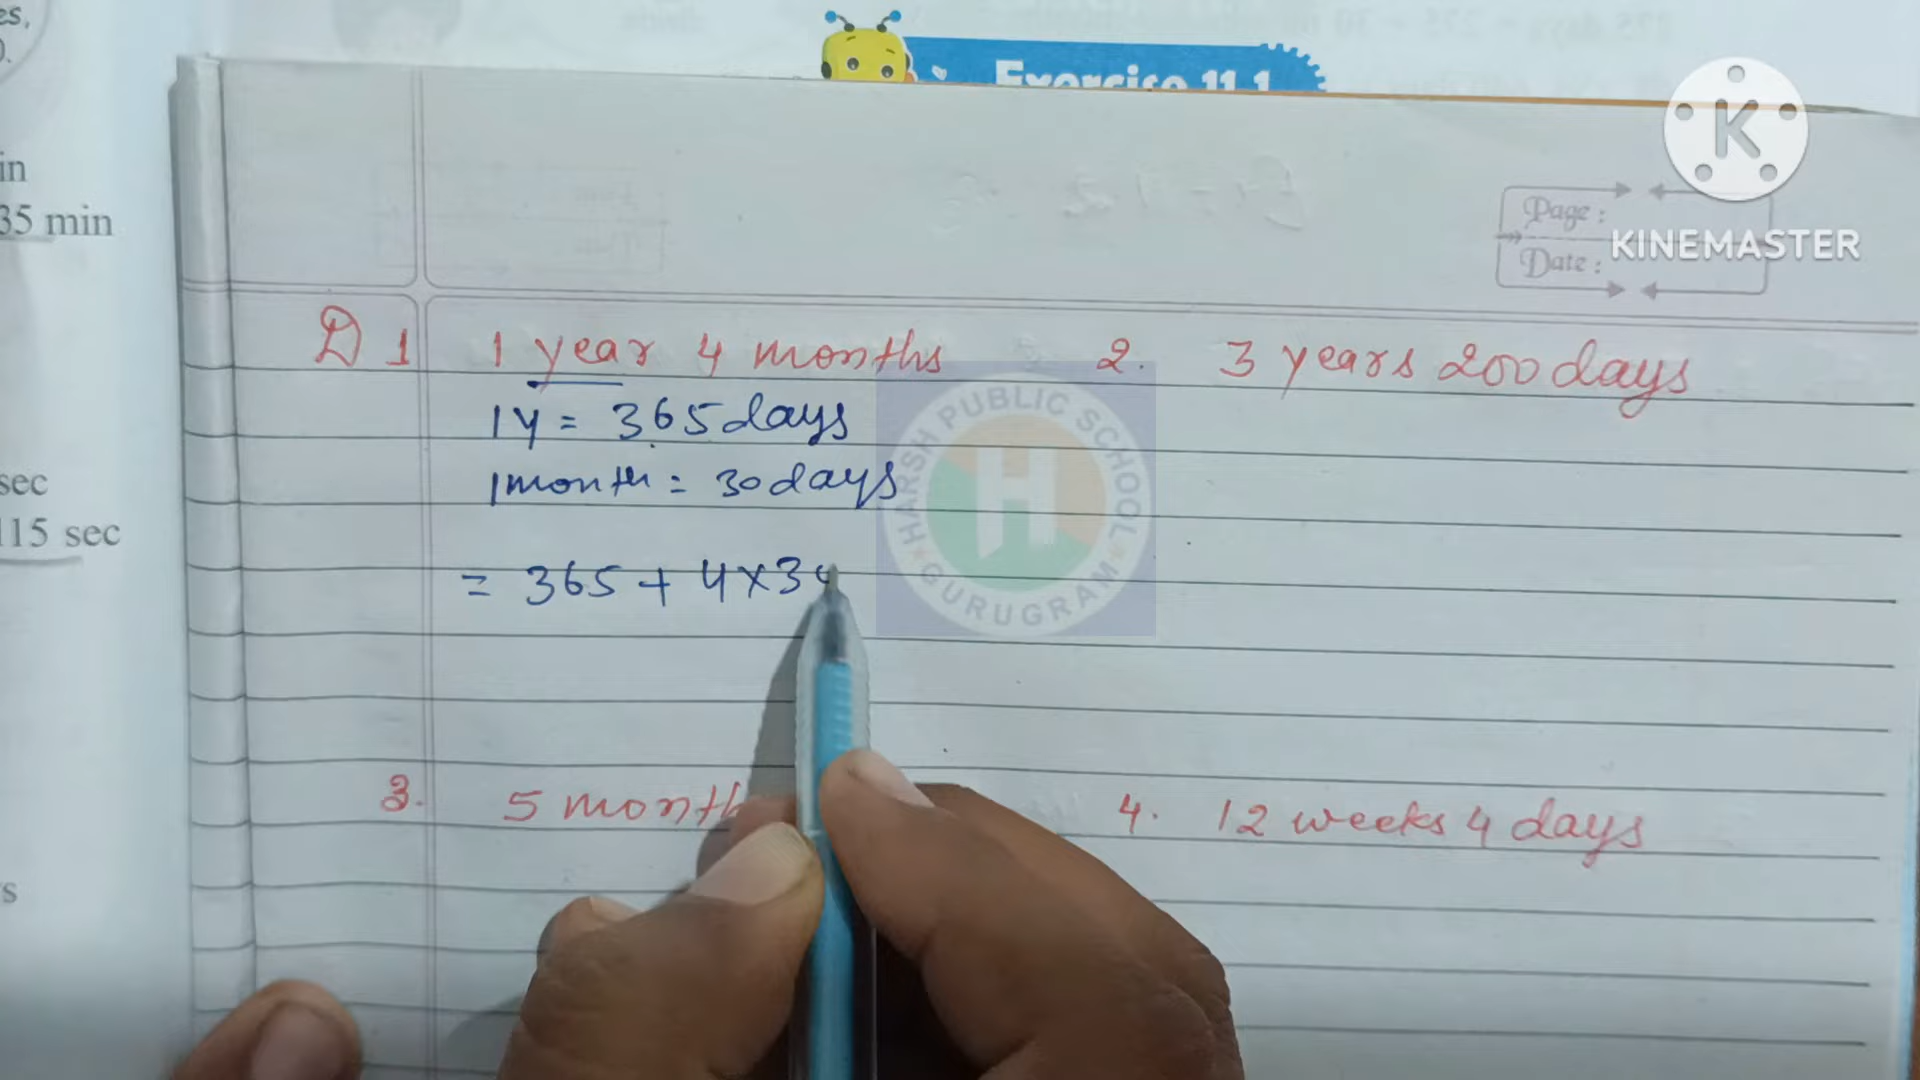 in
35 min
sec
115 sec
s
Exercise 11.1
K
KINEMASTER
Page :
Date :
D 1 1 year 4 months
1Y = 365 days
1 month = 30 days
= 365 + 4×3
2. 3 years 200 days
3. 5 month
4. 12 weeks 4 days
HARSH PUBLIC SCHOOL
H
GURUGRAM